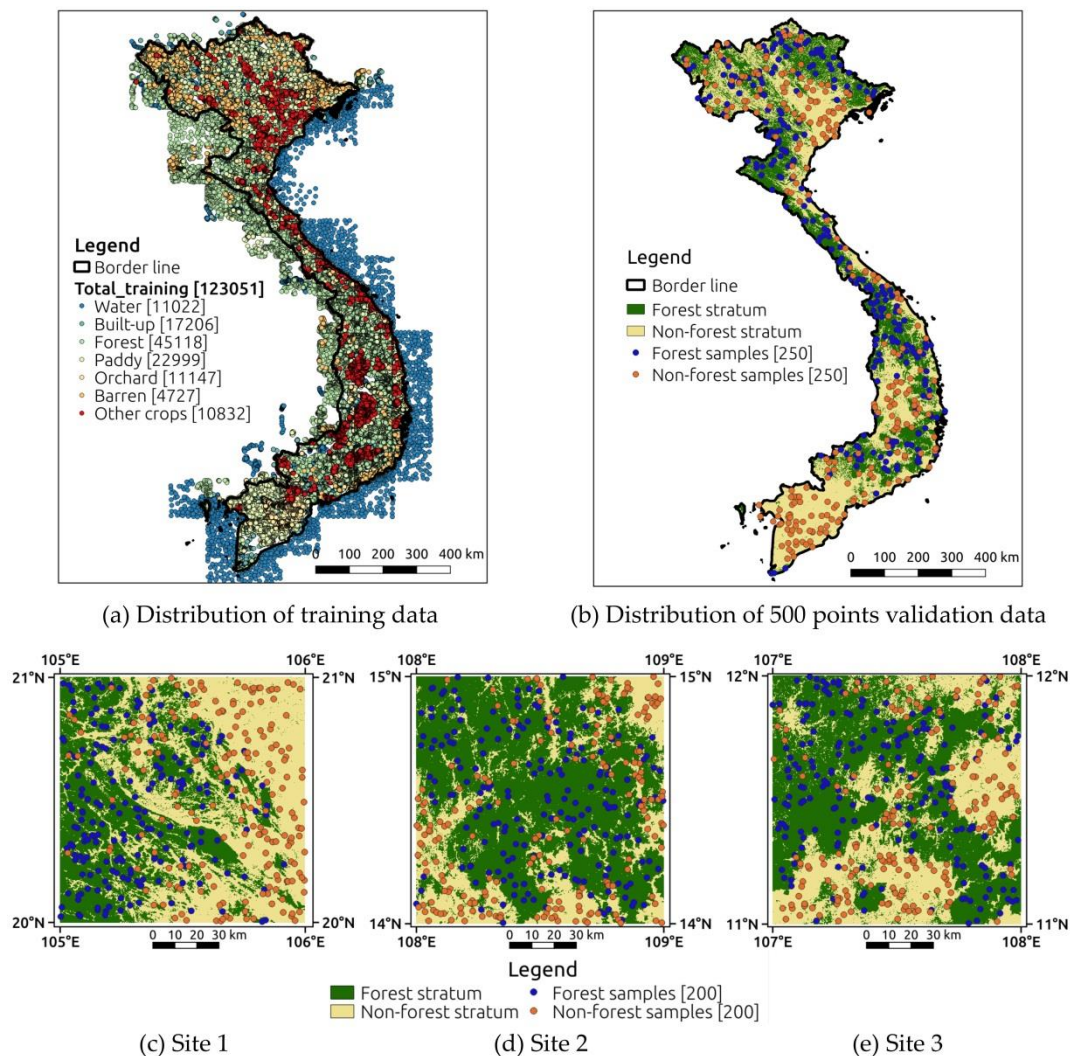 Legend
Border line
Total_training [123051]
Water [11022]
Built-up [17206]
Forest [45118]
Paddy [22999]
Orchard [11147]
Barren [4727]
Other crops [10832]
0 100 200 300 400 km
(a) Distribution of training data
Legend
Border line
Forest stratum
Non-forest stratum
Forest samples [250]
Non-forest samples [250]
0 100 200 300 400 km
(b) Distribution of 500 points validation data
105°E 106°E
21°N 21°N
20°N 20°N
105°E 106°E
0 10 20 30 km
108°E 109°E
15°N 15°N
14°N 14°N
108°E 109°E
0 10 20 30 km
107°E 108°E
12°N 12°N
11°N 11°N
107°E 108°E
0 10 20 30 km
Legend
Forest stratum Forest samples [200]
Non-forest stratum Non-forest samples [200]
(c) Site 1 (d) Site 2 (e) Site 3